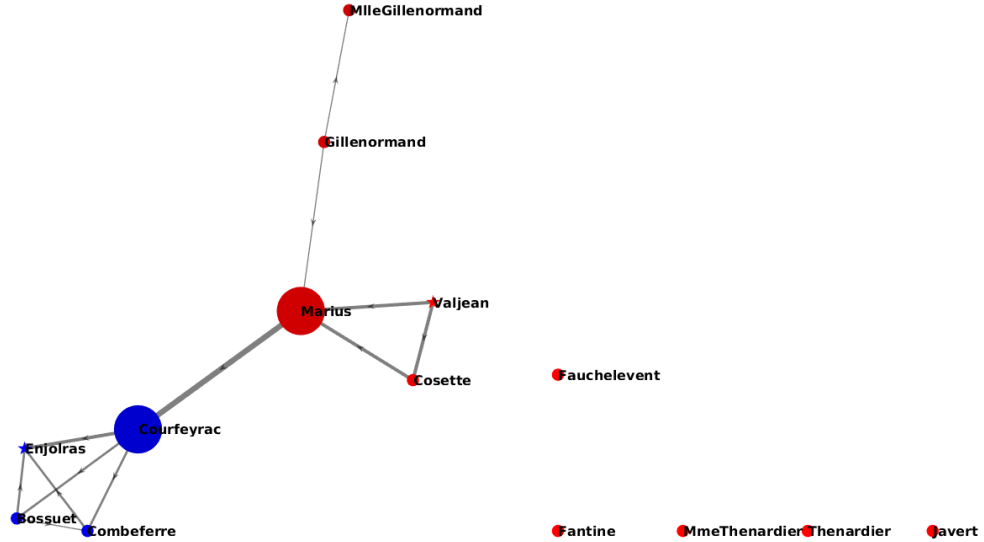 MlleGillenormand
Gillenormand
Valjean
Marius
Fauchelevent
Cosette
Courfeyrac
Enjolras
Bossuet
Combeferre
Fantine
MmeThenardier
Thenardier
Javert